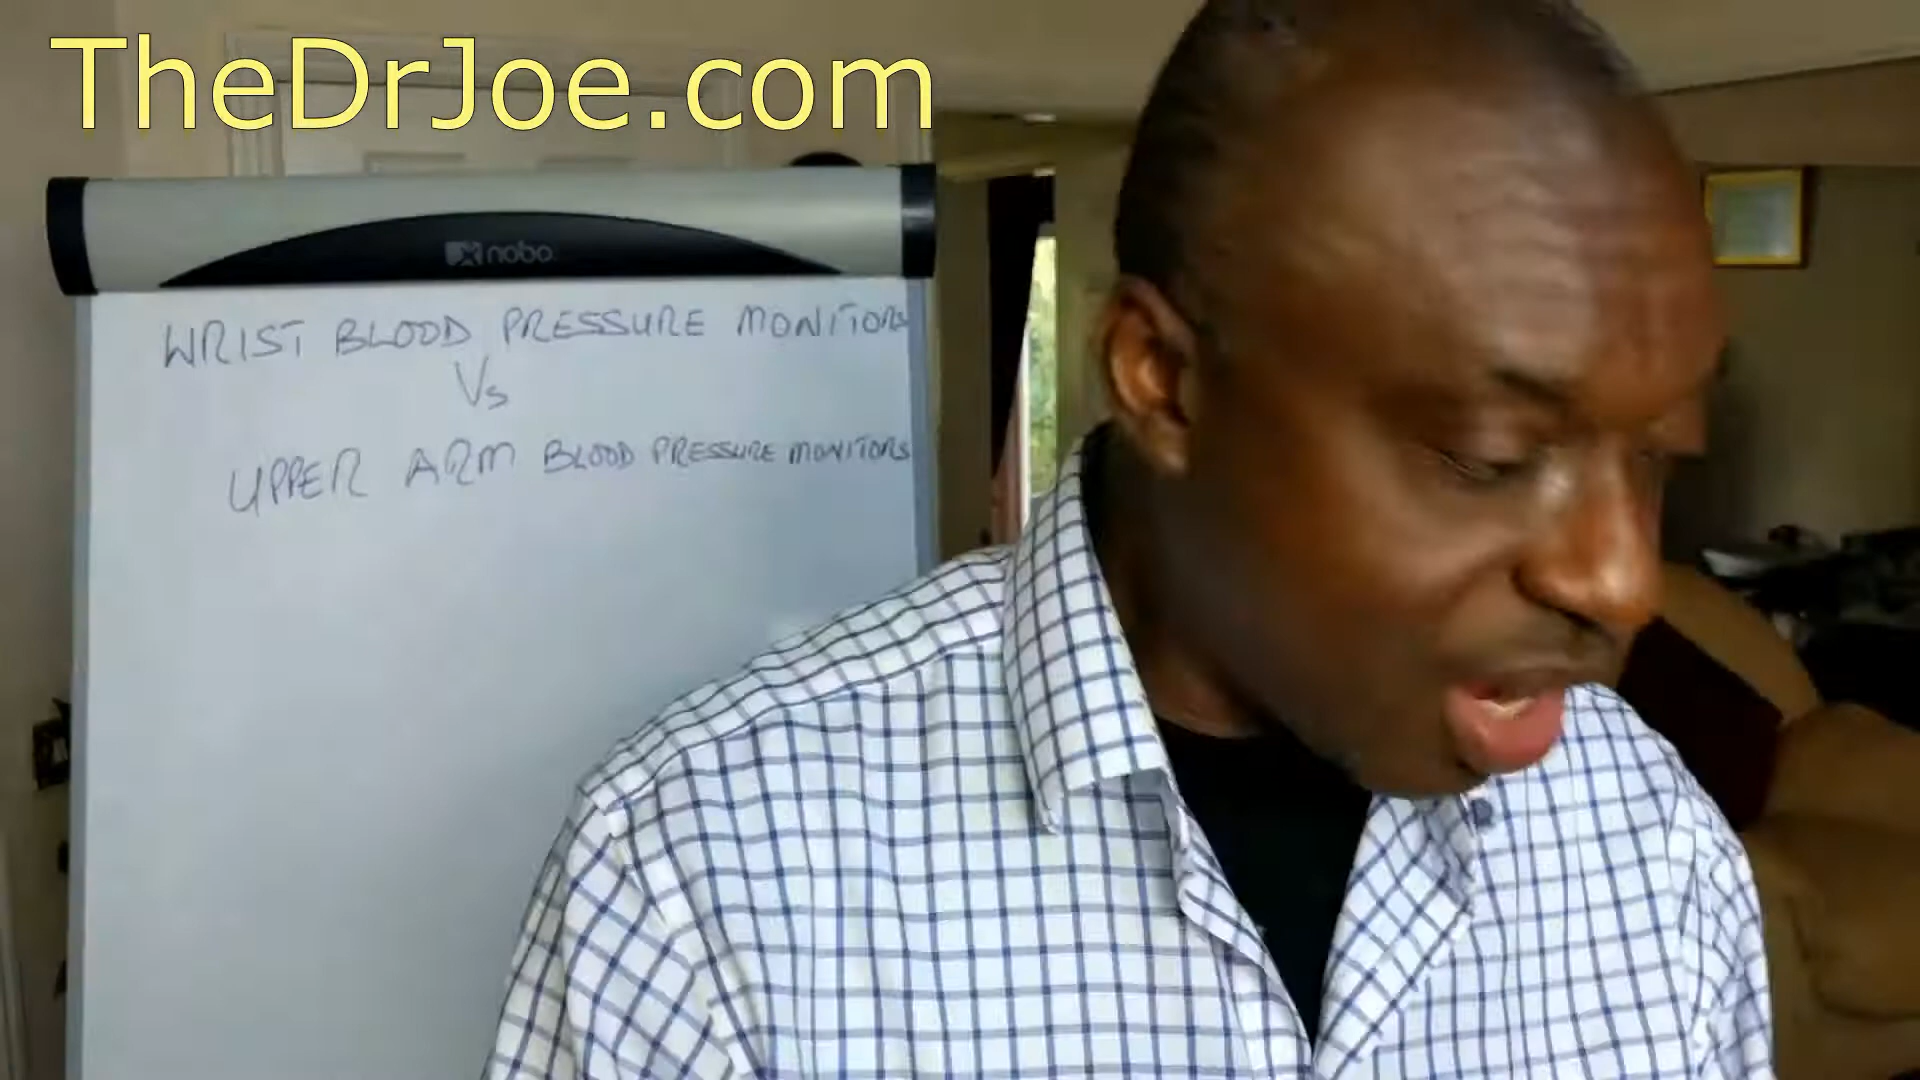 TheDrJoe.com
nobo
WRIST BLOOD PRESSURE MONITORS
Vs
UPPER ARM BLOOD PRESSURE MONITORS